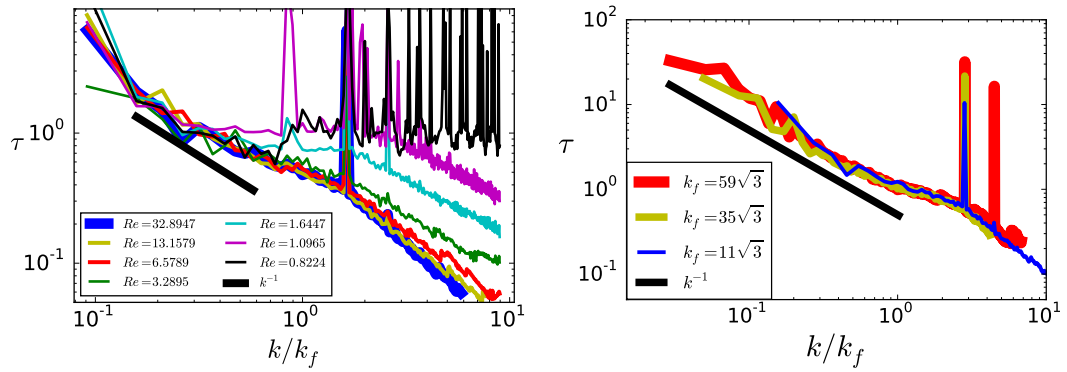 τ
10^0
10^{-1}
Re=32.8947
Re=13.1579
Re=6.5789
Re=3.2895
Re=1.6447
Re=1.0965
Re=0.8224
k^{-1}
10^{-1}
10^0
10^1
k/k_f
τ
10^2
10^1
10^0
10^{-1}
k_f=59√3
k_f=35√3
k_f=11√3
k^{-1}
10^{-1}
10^0
10^1
k/k_f